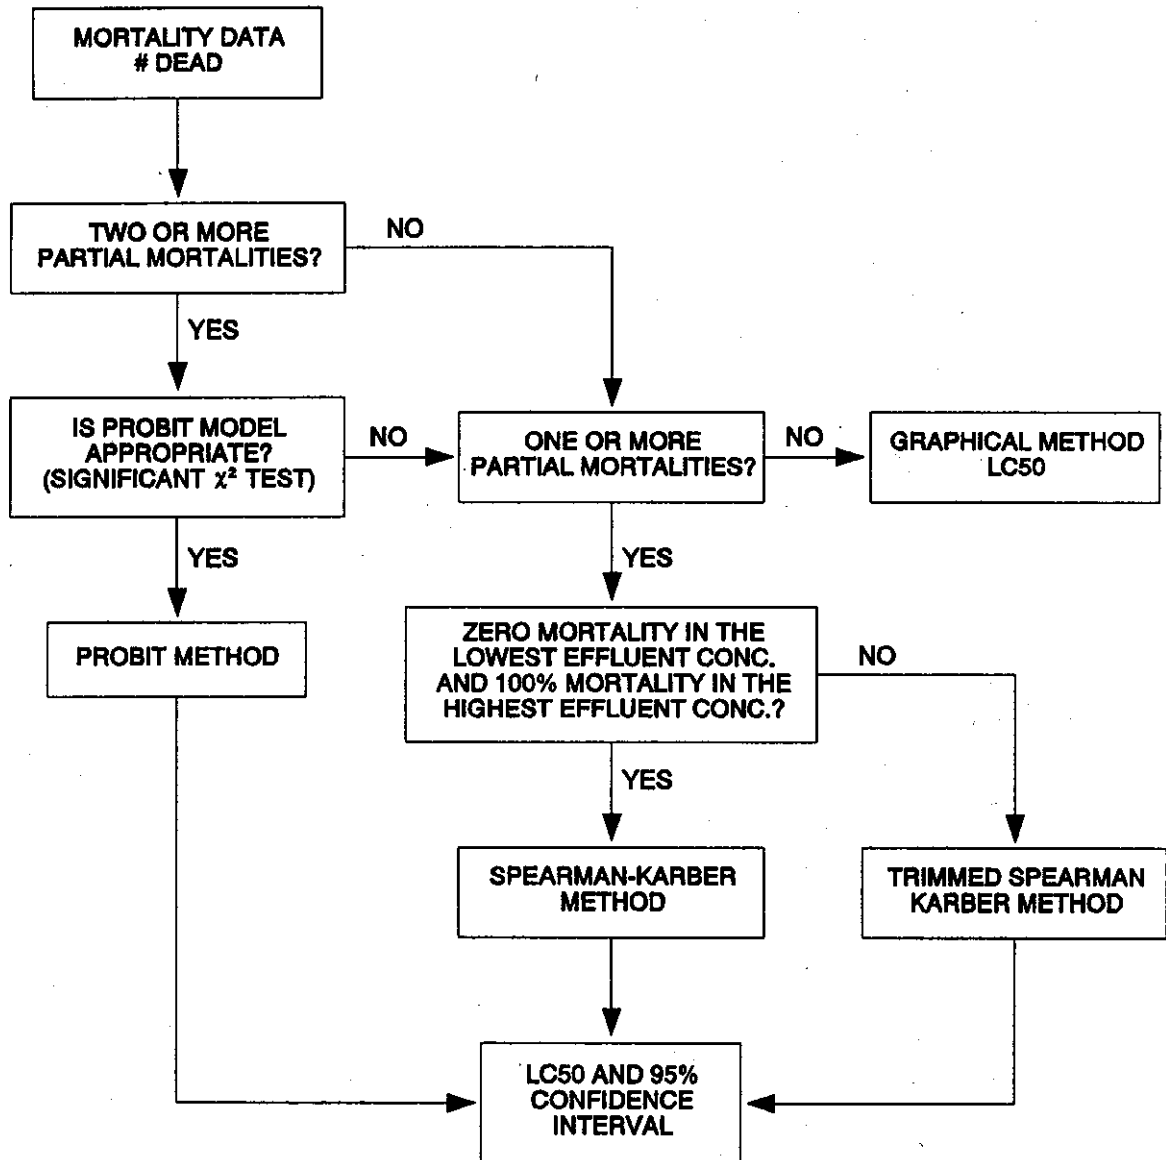 MORTALITY DATA
# DEAD
TWO OR MORE
PARTIAL MORTALITIES?
NO
YES
IS PROBIT MODEL
APPROPRIATE?
(SIGNIFICANT χ² TEST)
NO
ONE OR MORE
PARTIAL MORTALITIES?
NO
GRAPHICAL METHOD
LC50
YES
YES
PROBIT METHOD
ZERO MORTALITY IN THE
LOWEST EFFLUENT CONC.
AND 100% MORTALITY IN THE
HIGHEST EFFLUENT CONC.?
NO
YES
SPEARMAN-KARBER
METHOD
TRIMMED SPEARMAN
KARBER METHOD
LC50 AND 95%
CONFIDENCE
INTERVAL